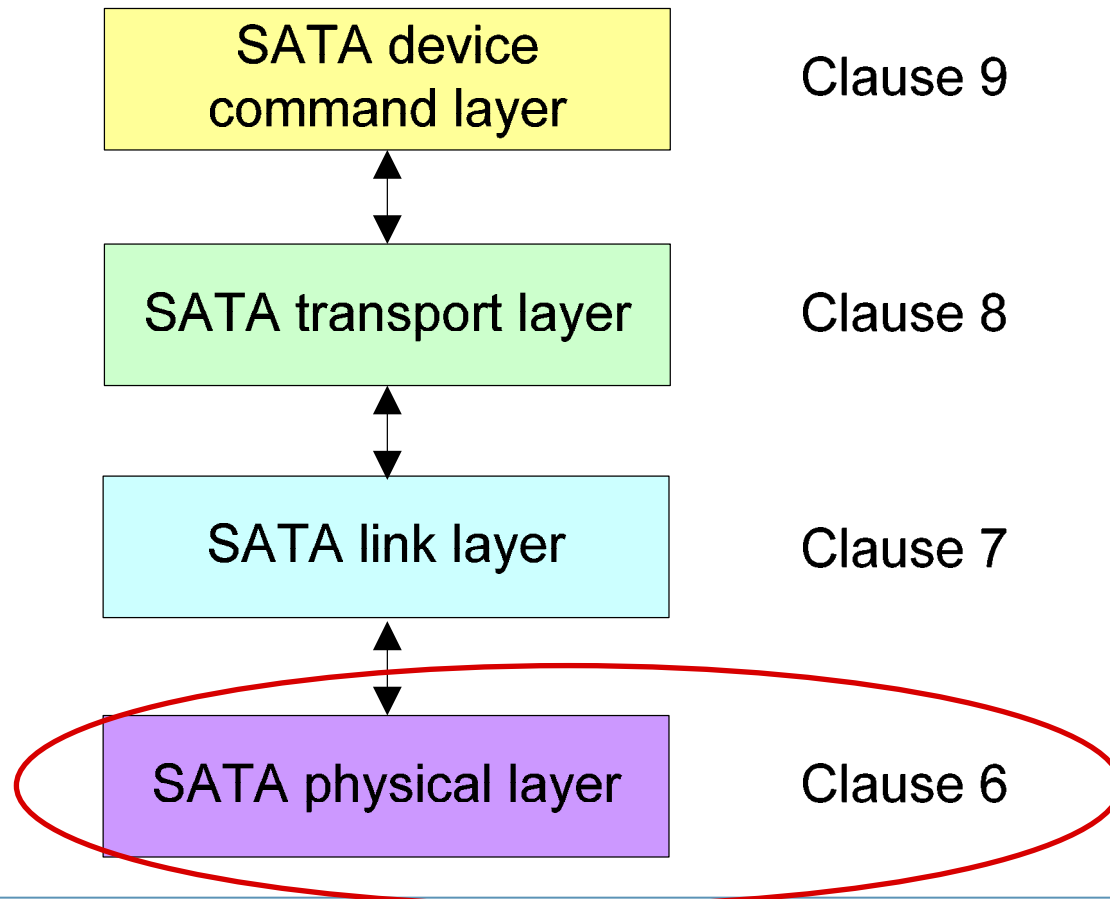 SATA device
command layer
Clause 9
SATA transport layer
Clause 8
SATA link layer
Clause 7
SATA physical layer
Clause 6